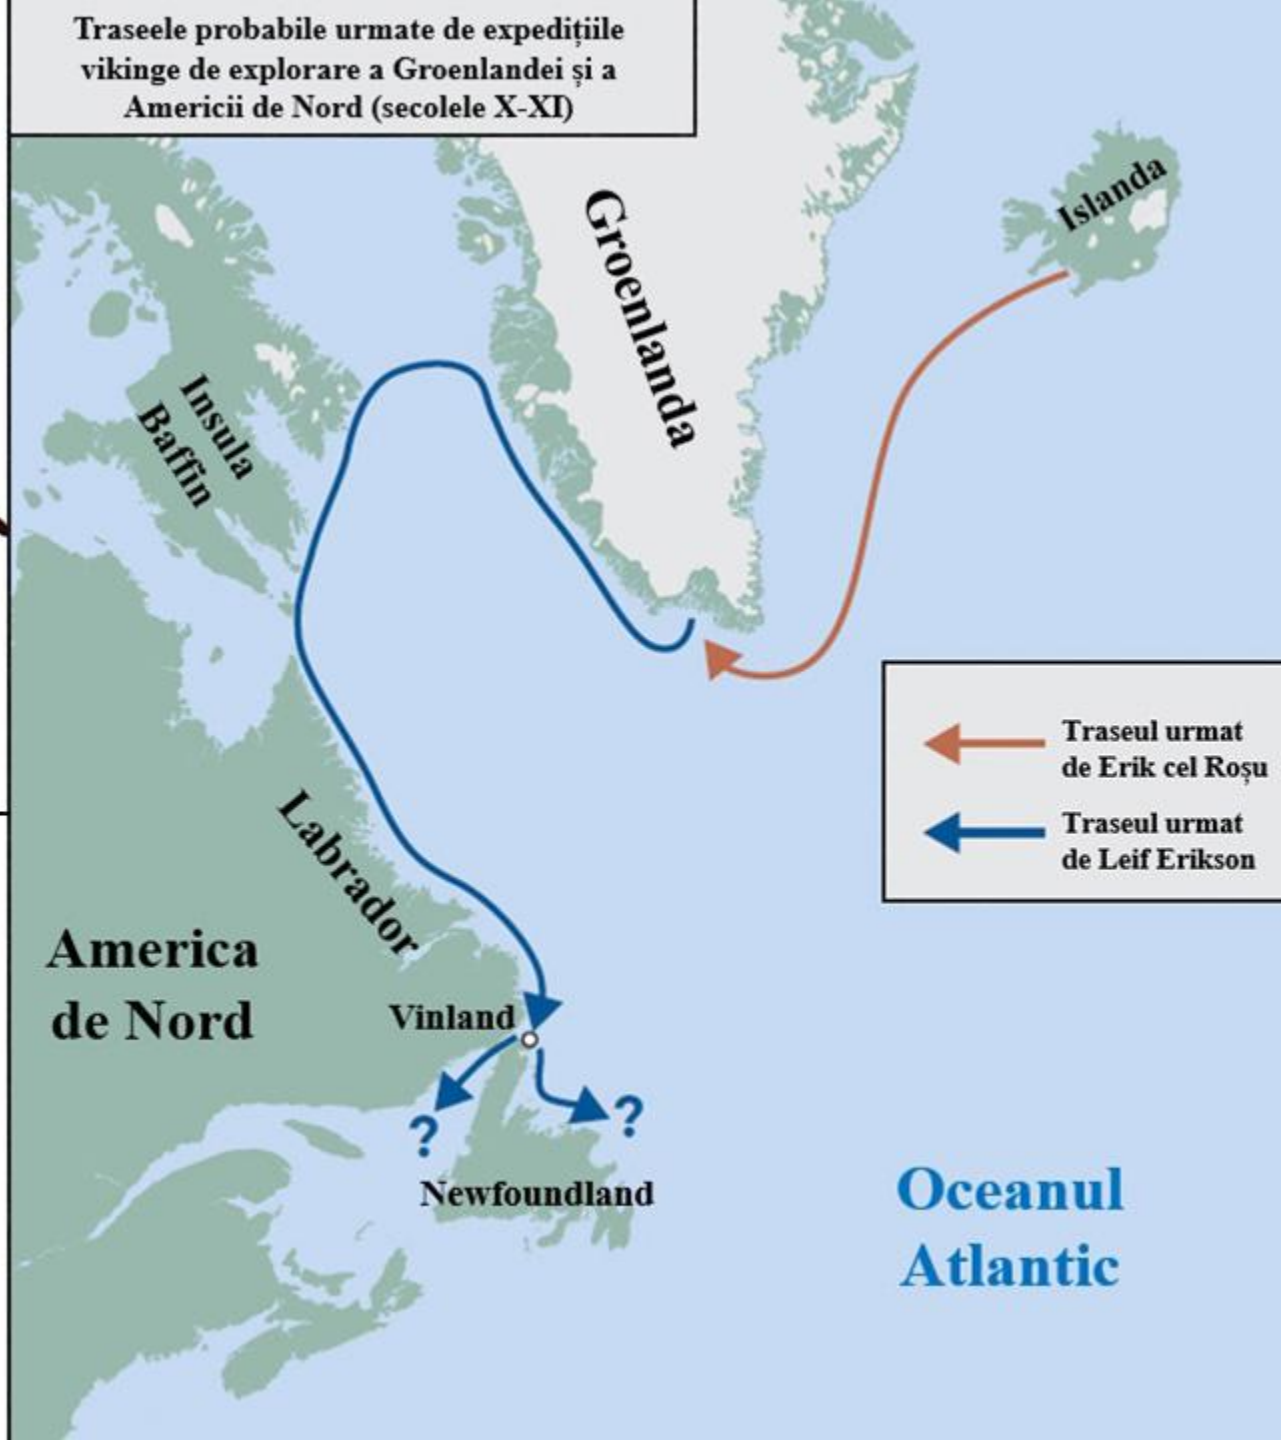 Traseele probabile urmate de expedițiile
vikinge de explorare a Groenlandei și a
Americii de Nord (secolele X-XI)
Groenlanda
Islanda
Insula
Baffin
Traseul urmat
de Erik cel Roșu
Traseul urmat
de Leif Erikson
Labrador
America
de Nord
Vinland
?
?
Newfoundland
Oceanul
Atlantic